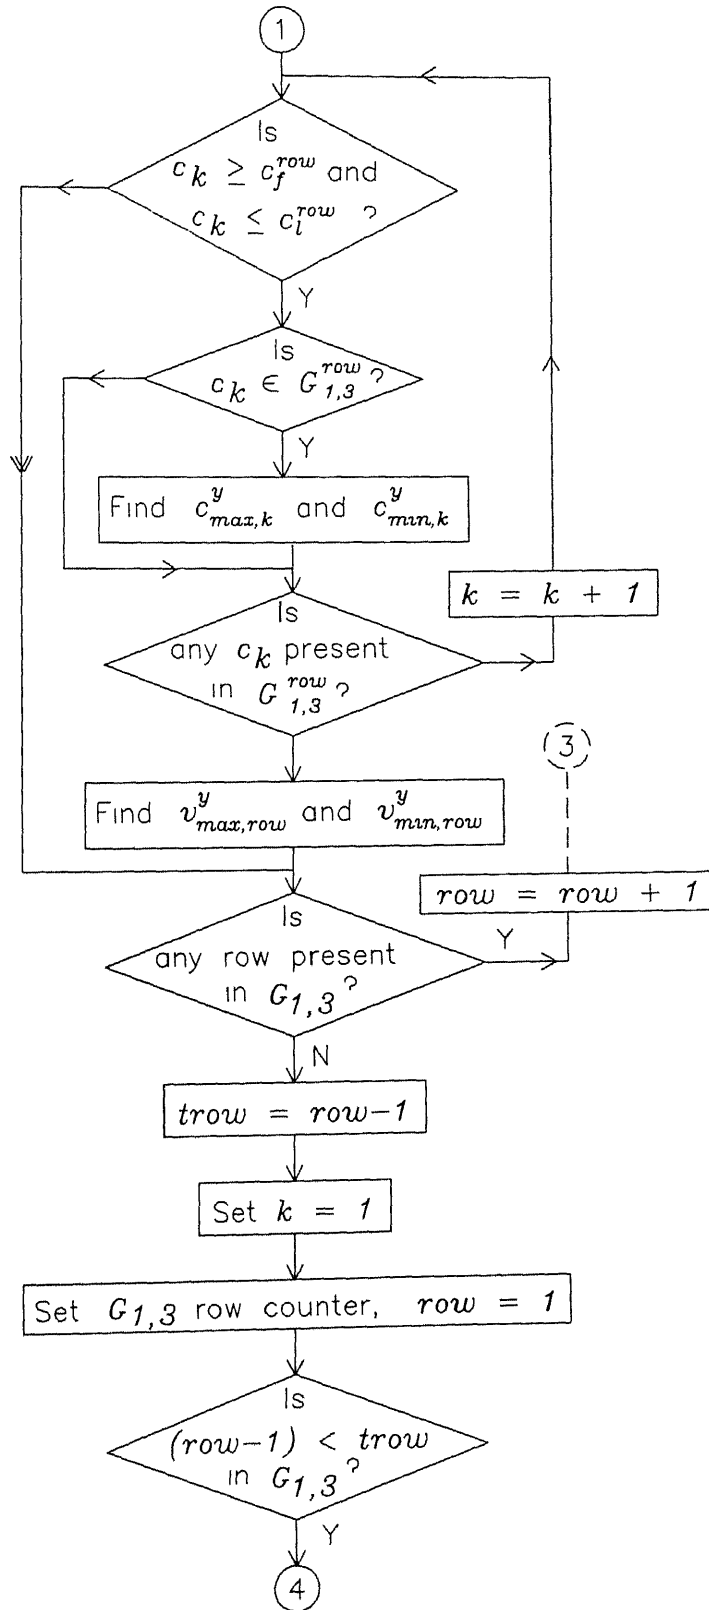 1
Is
c_k ≥ c_f^row and
c_k ≤ c_l^row ?
Y
Is
c_k ∈ G_1,3^row ?
Y
Find c_max,k^y and c_min,k^y
k = k + 1
Is
any c_k present
in G_1,3^row ?
3
Find v_max,row^y and v_min,row^y
row = row + 1
Is
Y
any row present
in G_1,3 ?
N
trow = row-1
Set k = 1
Set G_1,3 row counter, row = 1
Is
(row-1) < trow
in G_1,3 ?
Y
4